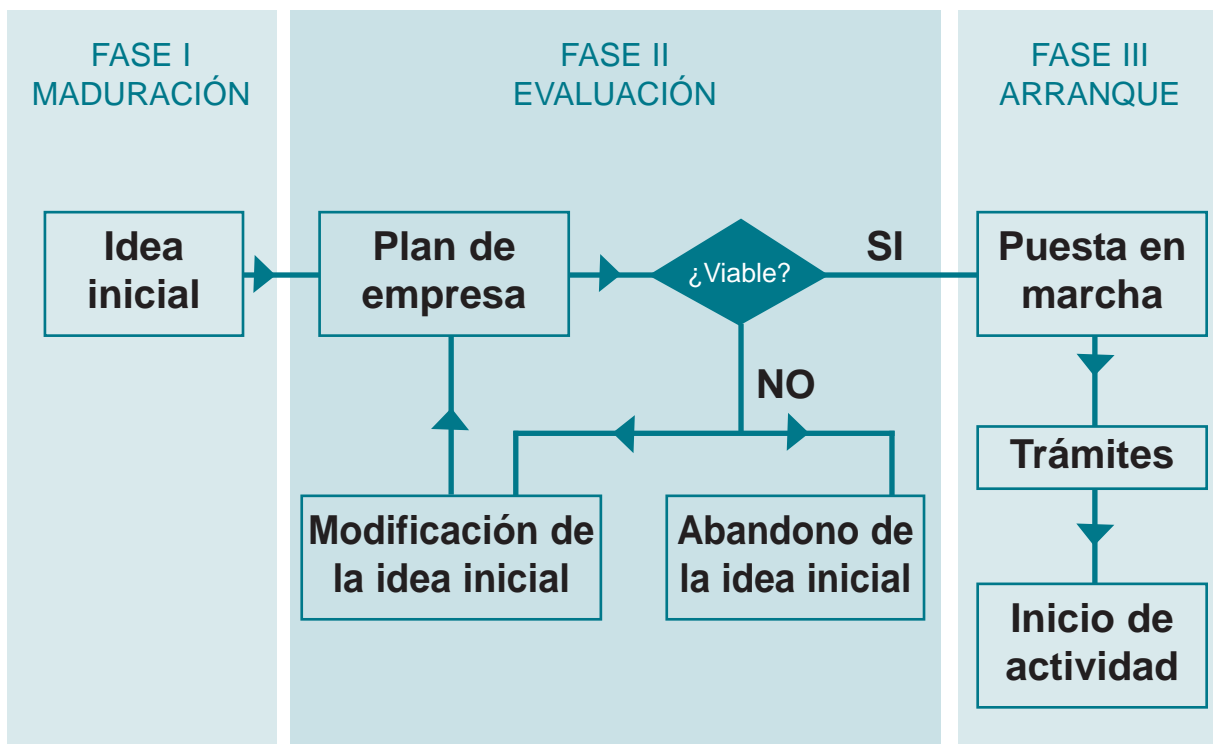 FASE I
MADURACIÓN
FASE II
EVALUACIÓN
FASE III
ARRANQUE
Idea
inicial
Plan de
empresa
¿Viable?
SI
NO
Puesta en
marcha
Trámites
Modificación de
la idea inicial
Abandono de
la idea inicial
Inicio de
actividad